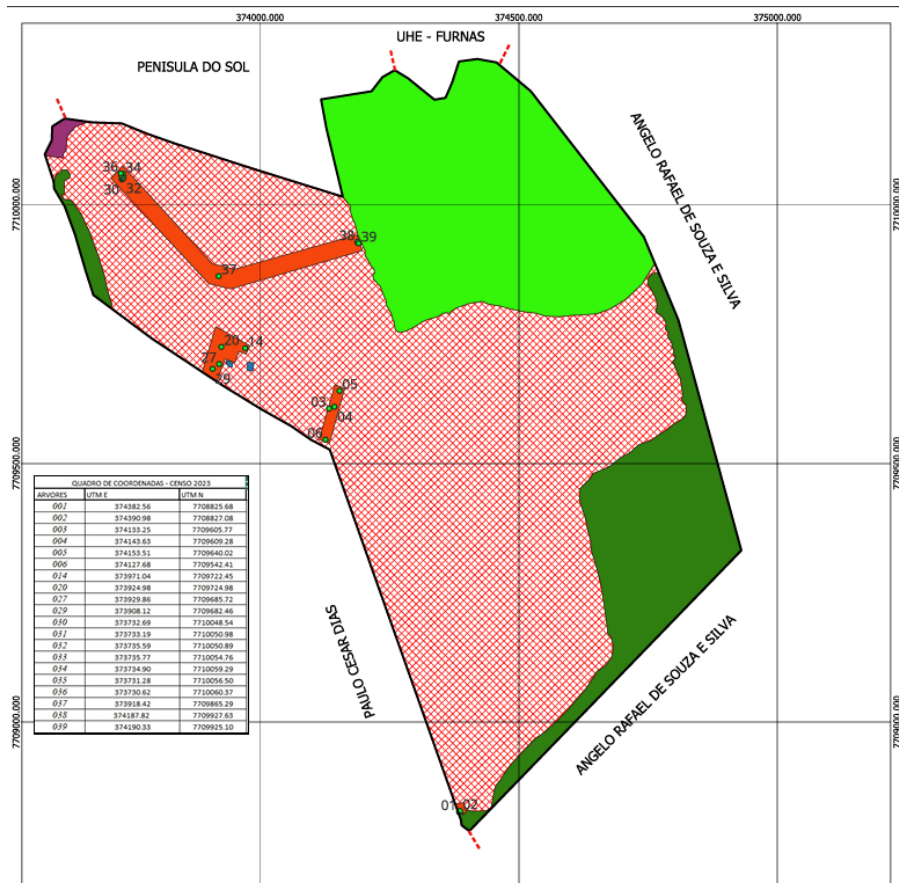 374000.000
374500.000
375000.000
UHE - FURNAS
PENISULA DO SOL
ANGELO RAFAEL DE SOUZA E SILVA
7710000.000
7710000.000
36
34
30
32
38
39
37
20
14
27
29
05
03
04
06
7709500.000
7709500.000
QUADRO DE COORDENADAS - CENSO 2023
ARVORES UTM E UTM N
001 374382.56 7708825.68
002 374390.98 7708827.08
003 374133.25 7709605.77
004 374143.63 7709609.28
005 374153.51 7709640.02
006 374127.68 7709542.41
014 373971.04 7709722.45
020 373924.98 7709724.98
027 373929.86 7709685.72
029 373908.12 7709682.46
030 373732.69 7710048.54
031 373733.19 7710050.98
032 373735.59 7710050.89
033 373735.77 7710054.76
034 373734.90 7710059.29
035 373731.28 7710056.50
036 373730.62 7710060.37
037 373918.42 7709865.29
038 374187.82 7709927.63
039 374190.33 7709925.10
PAULO CESAR DIAS
ANGELO RAFAEL DE SOUZA E SILVA
7709000.000
7709000.000
01
02